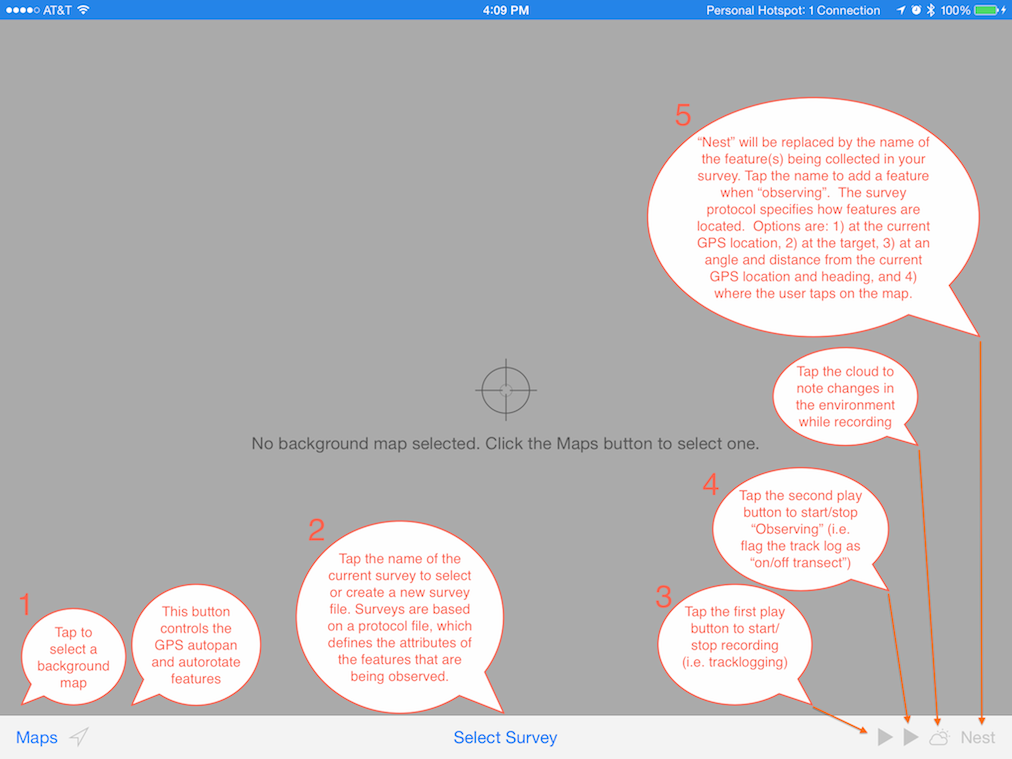 AT&T
4:09 PM
Personal Hotspot: 1 Connection
100%
5
“Nest” will be replaced by the name of
the feature(s) being collected in your
survey. Tap the name to add a feature
when “observing”.  The survey
protocol specifies how features are
located.  Options are: 1) at the current
GPS location, 2) at the target, 3) at an
angle and distance from the current
GPS location and heading, and 4)
where the user taps on the map.
Tap the cloud to
note changes in
the environment
while recording
No background map selected. Click the Maps button to select one.
4
Tap the second play
button to start/stop
“Observing” (i.e.
flag the track log as
“on/off transect”)
2
Tap the name of the
current survey to select
or create a new survey
file. Surveys are based
on a protocol file, which
defines the attributes of
the features that are
being observed.
3
Tap the first play
button to start/
stop recording
(i.e. tracklogging)
1
Tap to
select a
background
map
This button
controls the
GPS autopan
and autorotate
features
Maps
Select Survey
Nest